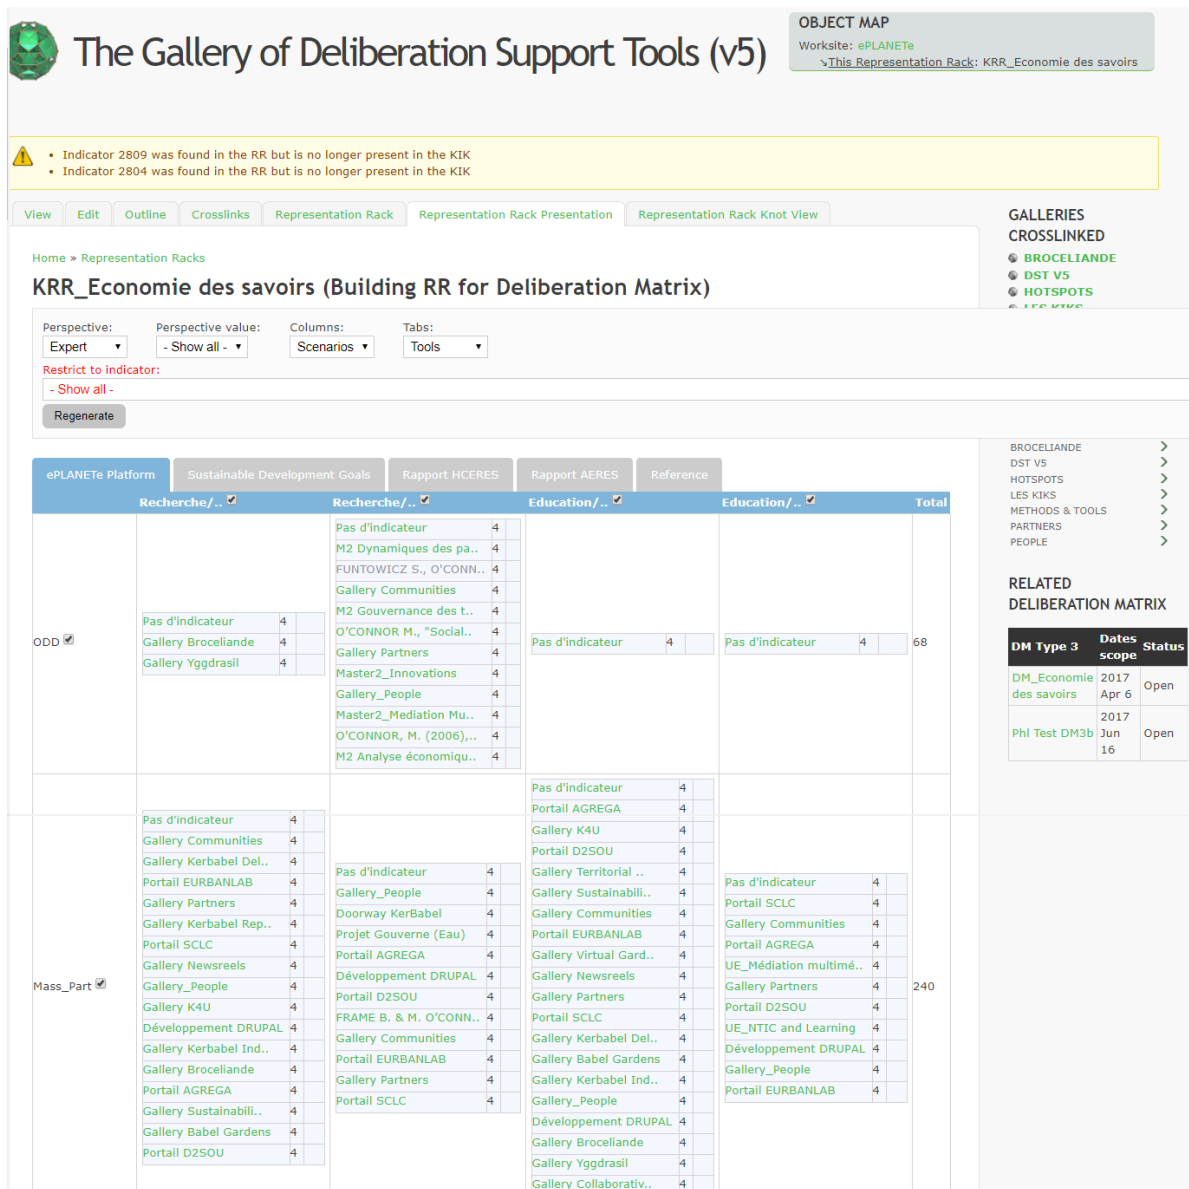 The Gallery of Deliberation Support Tools (v5)
OBJECT MAP
Worksite: ePLANETe
↘This Representation Rack: KRR_Economie des savoirs
Indicator 2809 was found in the RR but is no longer present in the KIK
Indicator 2804 was found in the RR but is no longer present in the KIK
View Edit Outline Crosslinks Representation Rack Representation Rack Presentation Representation Rack Knot View
Home » Representation Racks
KRR_Economie des savoirs (Building RR for Deliberation Matrix)
GALLERIES
CROSSLINKED
BROCELIANDE
DST V5
HOTSPOTS
LES KIKS
Perspective: Perspective value: Columns: Tabs:
Expert - Show all - Scenarios Tools
Restrict to indicator:
- Show all -
Regenerate
BROCELIANDE
DST V5
HOTSPOTS
LES KIKS
METHODS & TOOLS
PARTNERS
PEOPLE
RELATED
DELIBERATION MATRIX
DM Type 3 Dates scope Status
DM_Economie des savoirs 2017 Apr 6 Open
Phl Test DM3b 2017 Jun 16 Open
ePLANETe Platform Sustainable Development Goals Rapport HCERES Rapport AERES Reference
Recherche/.. Recherche/.. Education/.. Education/.. Total
ODD
Pas d'indicateur 4
Gallery Broceliande 4
Gallery Yggdrasil 4
Pas d'indicateur 4
M2 Dynamiques des pa.. 4
FUNTOWICZ S., O'CONN.. 4
Gallery Communities 4
M2 Gouvernance des t.. 4
O'CONNOR M., "Social.. 4
Gallery Partners 4
Master2_Innovations 4
Gallery_People 4
Master2_Mediation Mu.. 4
O'CONNOR, M. (2006),.. 4
M2 Analyse économiqu.. 4
Pas d'indicateur 4
Pas d'indicateur 4
68
Mass_Part
Pas d'indicateur 4
Gallery Communities 4
Gallery Kerbabel Del.. 4
Portail EURBANLAB 4
Gallery Partners 4
Gallery Kerbabel Rep.. 4
Portail SCLC 4
Gallery Newsreels 4
Gallery_People 4
Gallery K4U 4
Développement DRUPAL 4
Gallery Kerbabel Ind.. 4
Gallery Broceliande 4
Portail AGREGA 4
Gallery Sustainabili.. 4
Gallery Babel Gardens 4
Portail D2SOU 4
Pas d'indicateur 4
Gallery_People 4
Doorway KerBabel 4
Projet Gouverne (Eau) 4
Portail AGREGA 4
Développement DRUPAL 4
Portail D2SOU 4
FRAME B. & M. O'CONN.. 4
Gallery Communities 4
Portail EURBANLAB 4
Gallery Partners 4
Portail SCLC 4
Pas d'indicateur 4
Portail AGREGA 4
Gallery K4U 4
Portail D2SOU 4
Gallery Territorial .. 4
Gallery Sustainabili.. 4
Gallery Communities 4
Portail EURBANLAB 4
Gallery Virtual Gard.. 4
Gallery Newsreels 4
Gallery Partners 4
Portail SCLC 4
Gallery Kerbabel Del.. 4
Gallery Babel Gardens 4
Gallery Kerbabel Ind.. 4
Gallery_People 4
Développement DRUPAL 4
Gallery Broceliande 4
Gallery Yggdrasil 4
Gallery Collaborativ.. 4
Pas d'indicateur 4
Portail SCLC 4
Gallery Communities 4
Portail AGREGA 4
UE_Médiation multimé.. 4
Gallery Partners 4
Portail D2SOU 4
UE_NTIC and Learning 4
Développement DRUPAL 4
Gallery_People 4
Portail EURBANLAB 4
240